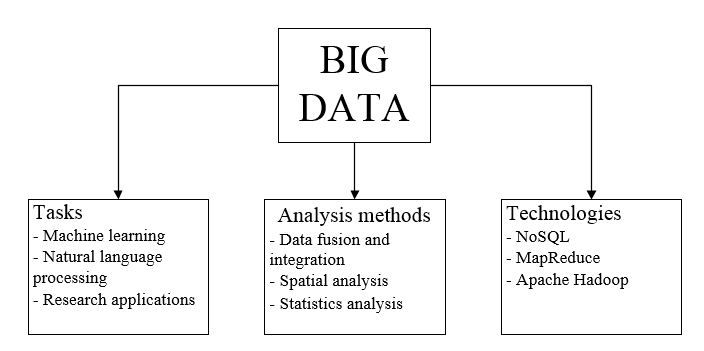 BIG
DATA
Tasks
- Machine learning
- Natural language
processing
- Research applications
Analysis methods
- Data fusion and
integration
- Spatial analysis
- Statistics analysis
Technologies
- NoSQL
- MapReduce
- Apache Hadoop